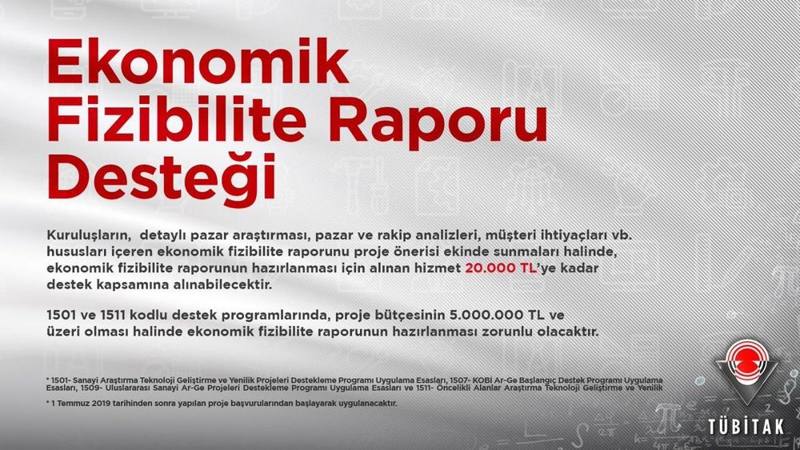 Ekonomik
Fizibilite Raporu
Desteği
Kuruluşların, detaylı pazar araştırması, pazar ve rakip analizleri, müşteri ihtiyaçları vb.
hususları içeren ekonomik fizibilite raporunu proje önerisi ekinde sunmaları halinde,
ekonomik fizibilite raporunun hazırlanması için alınan hizmet 20.000 TL'ye kadar
destek kapsamına alınabilecektir.
1501 ve 1511 kodlu destek programlarında, proje bütçesinin 5.000.000 TL ve
üzeri olması halinde ekonomik fizibilite raporunun hazırlanması zorunlu olacaktır.
* 1501- Sanayi Araştırma Teknoloji Geliştirme ve Yenilik Projeleri Destekleme Programı Uygulama Esasları, 1507- KOBİ Ar-Ge Başlangıç Destek Programı Uygulama
Esasları, 1509- Uluslararası Sanayi Ar-Ge Projeleri Destekleme Programı Uygulama Esasları ve 1511- Öncelikli Alanlar Araştırma Teknoloji Geliştirme ve Yenilik
* 1 Temmuz 2019 tarihinden sonra yapılan proje başvurularından başlayarak uygulanacaktır.
TÜBİTAK